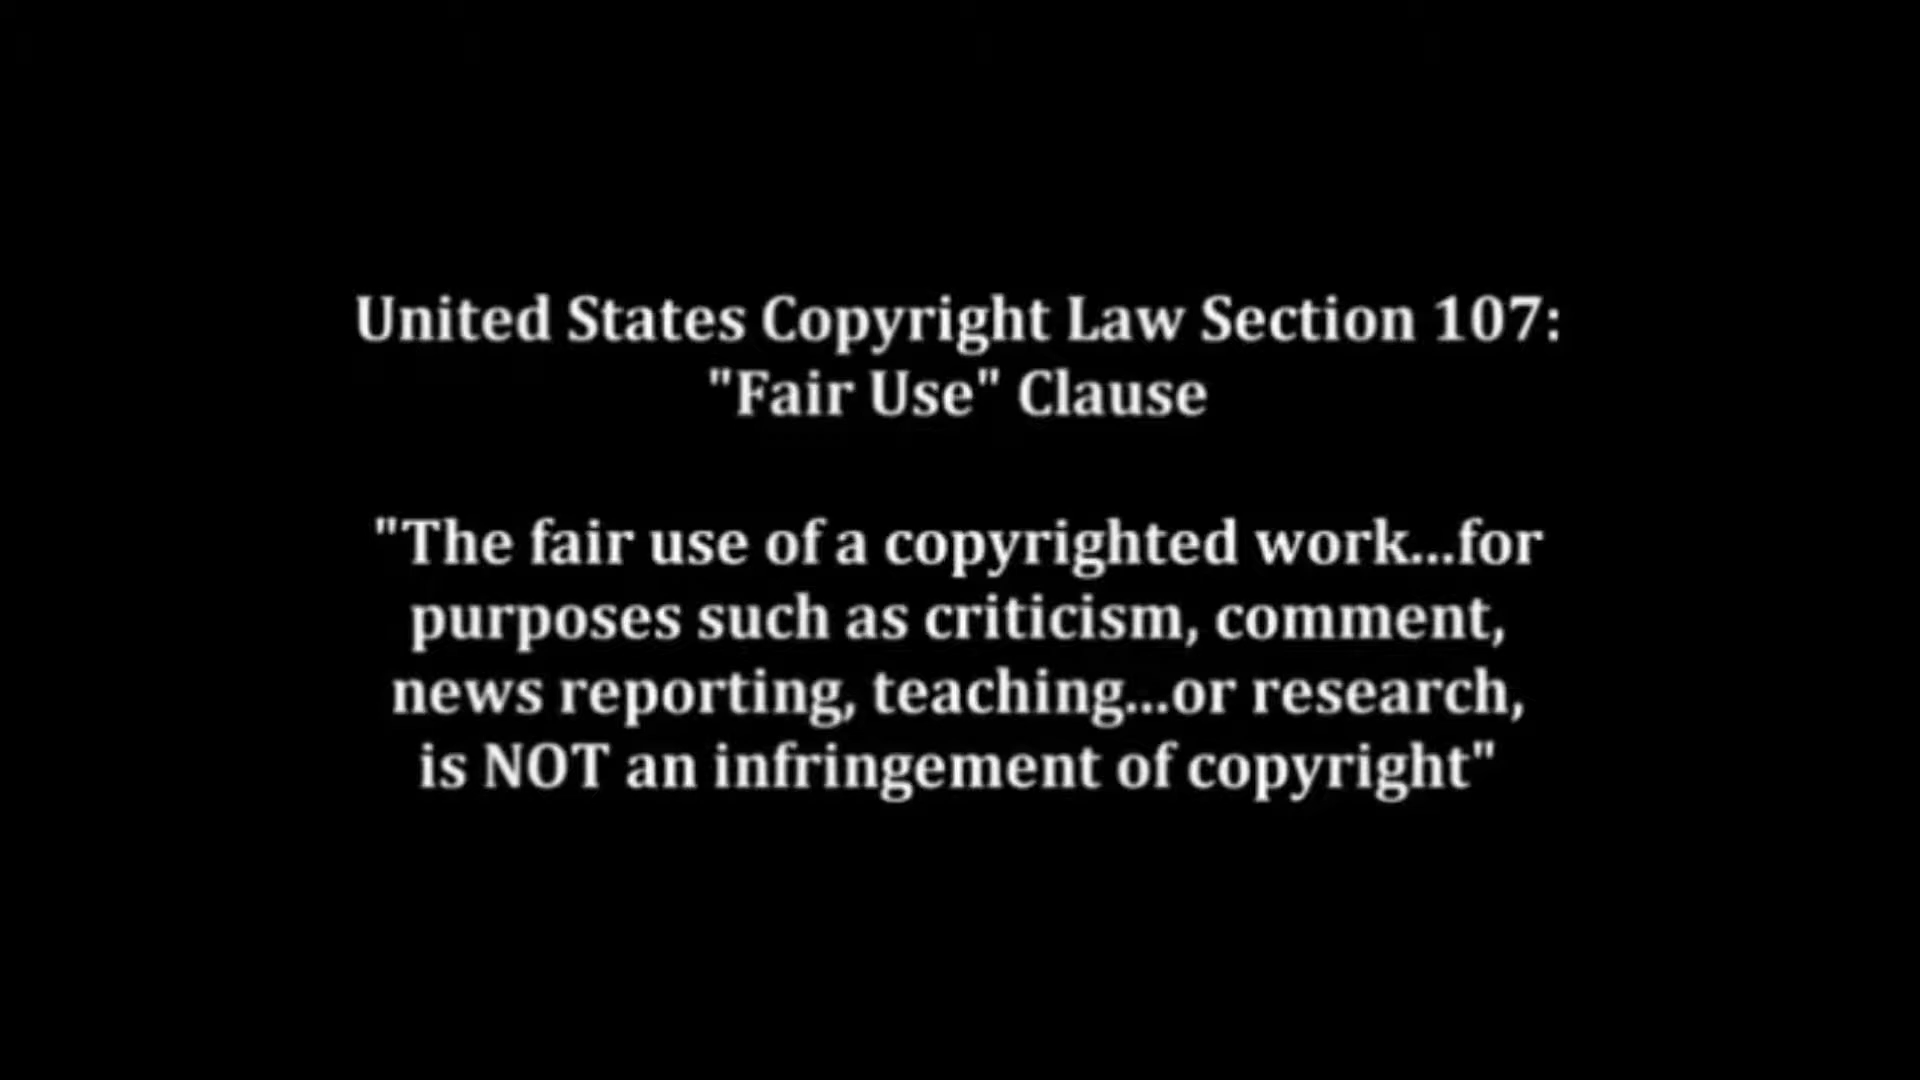 United States Copyright Law Section 107:
"Fair Use" Clause
"The fair use of a copyrighted work...for
purposes such as criticism, comment,
news reporting, teaching...or research,
is NOT an infringement of copyright"